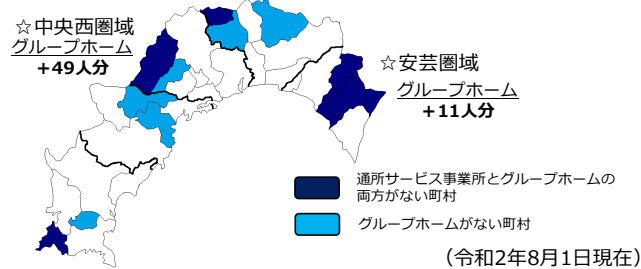 ☆中央西圏域
グループホーム
+49人分
☆安芸圏域
グループホーム
+11人分
通所サービス事業所とグループホームの
両方がない町村
グループホームがない町村
（令和2年8月1日現在）